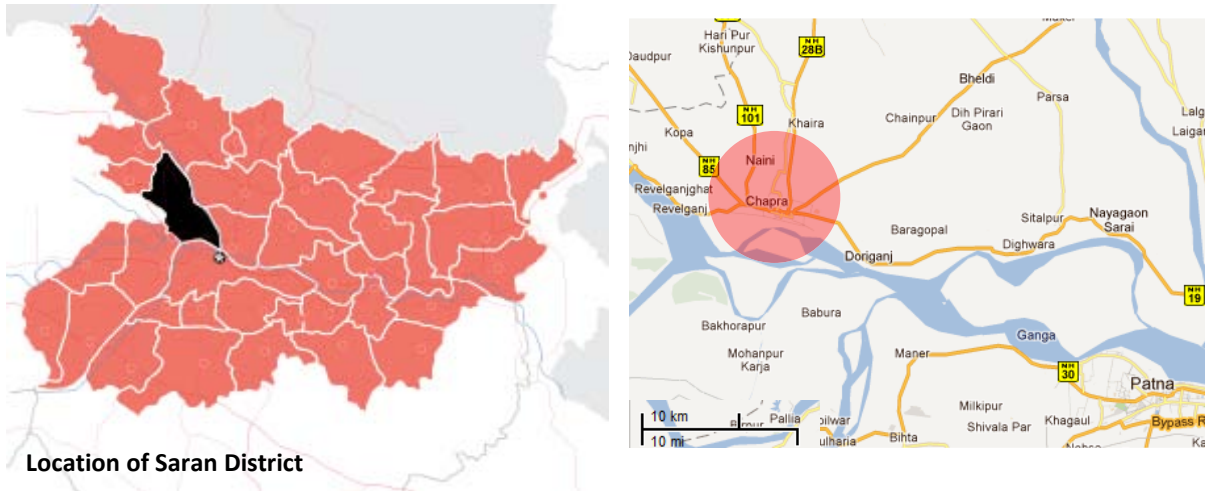 Location of Saran District
Hari Pur
Kishunpur
NH
28B
Daudpur
Bheldi
Parsa
NH
101
Khaira
Chainpur
Dih Pirari
Gaon
Kopa
Naini
NH
85
Revelganjghat
Revelganj
Chapra
Sitalpur
Nayagaon
Sarai
Baragopal
Dighwara
Doriganj
NH
19
Bakhorapur
Babura
Ganga
Mohanpur
Karja
Maner
NH
30
Patna
10 km
10 mi
Pallia
Milkipur
Shivala Par
Khagaul
Bypass R
Bihta